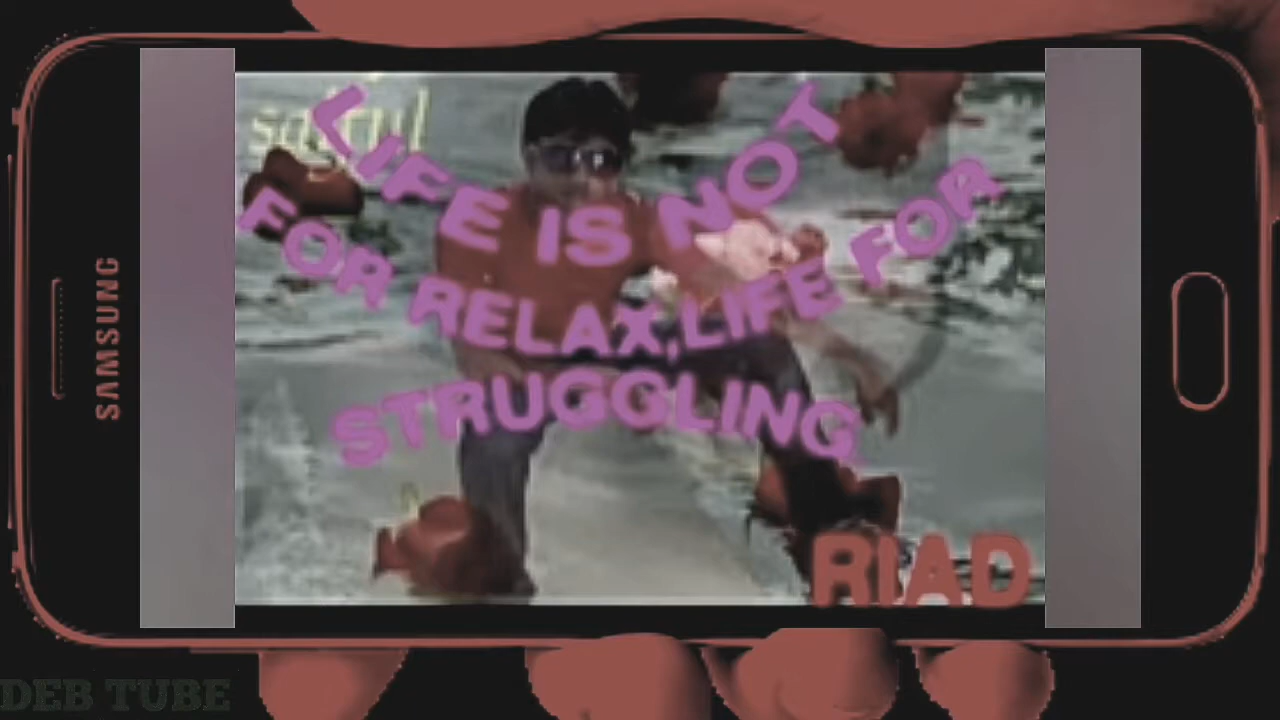 LIFE IS NOT
FOR RELAX,LIFE FOR
STRUGGLING
RIAD
SAMSUNG
DEB TUBE